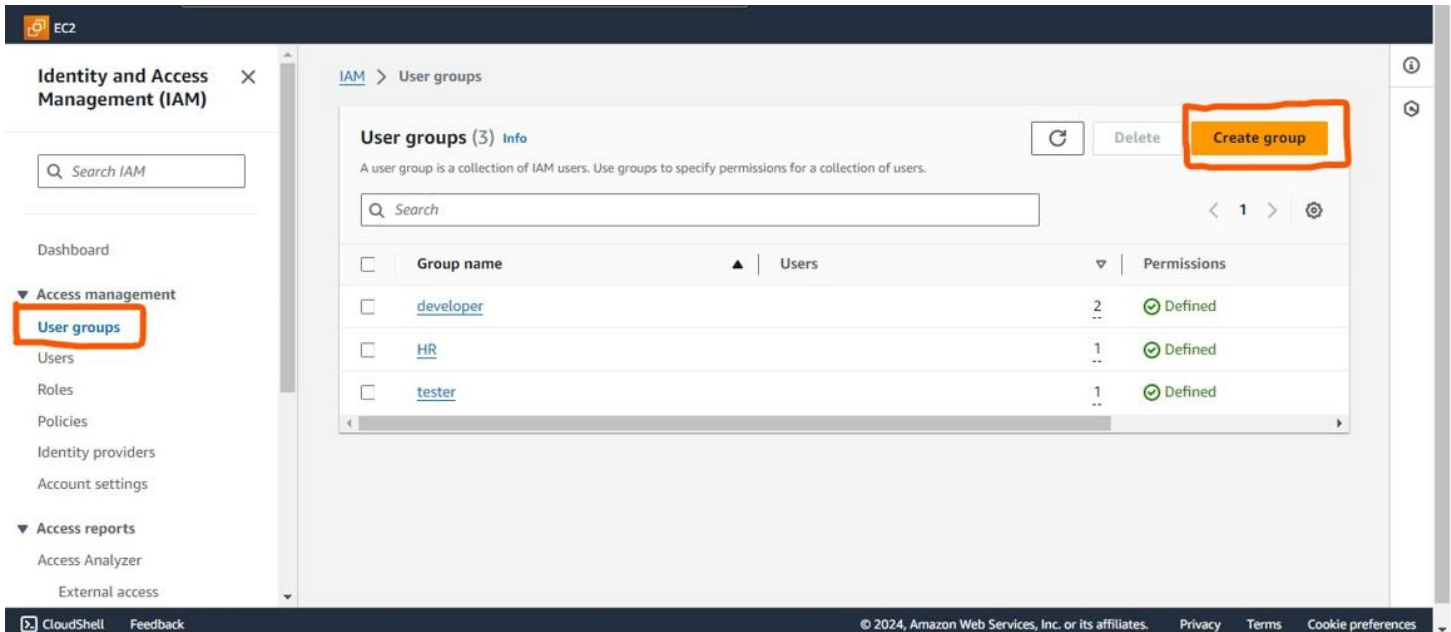 EC2
Identity and Access
Management (IAM)
Search IAM
Dashboard
Access management
User groups
Users
Roles
Policies
Identity providers
Account settings
Access reports
Access Analyzer
External access
IAM > User groups
User groups (3) Info
Delete
Create group
A user group is a collection of IAM users. Use groups to specify permissions for a collection of users.
Search
1
Group name Users Permissions
developer 2 Defined
HR 1 Defined
tester 1 Defined
CloudShell Feedback © 2024, Amazon Web Services, Inc. or its affiliates. Privacy Terms Cookie preferences